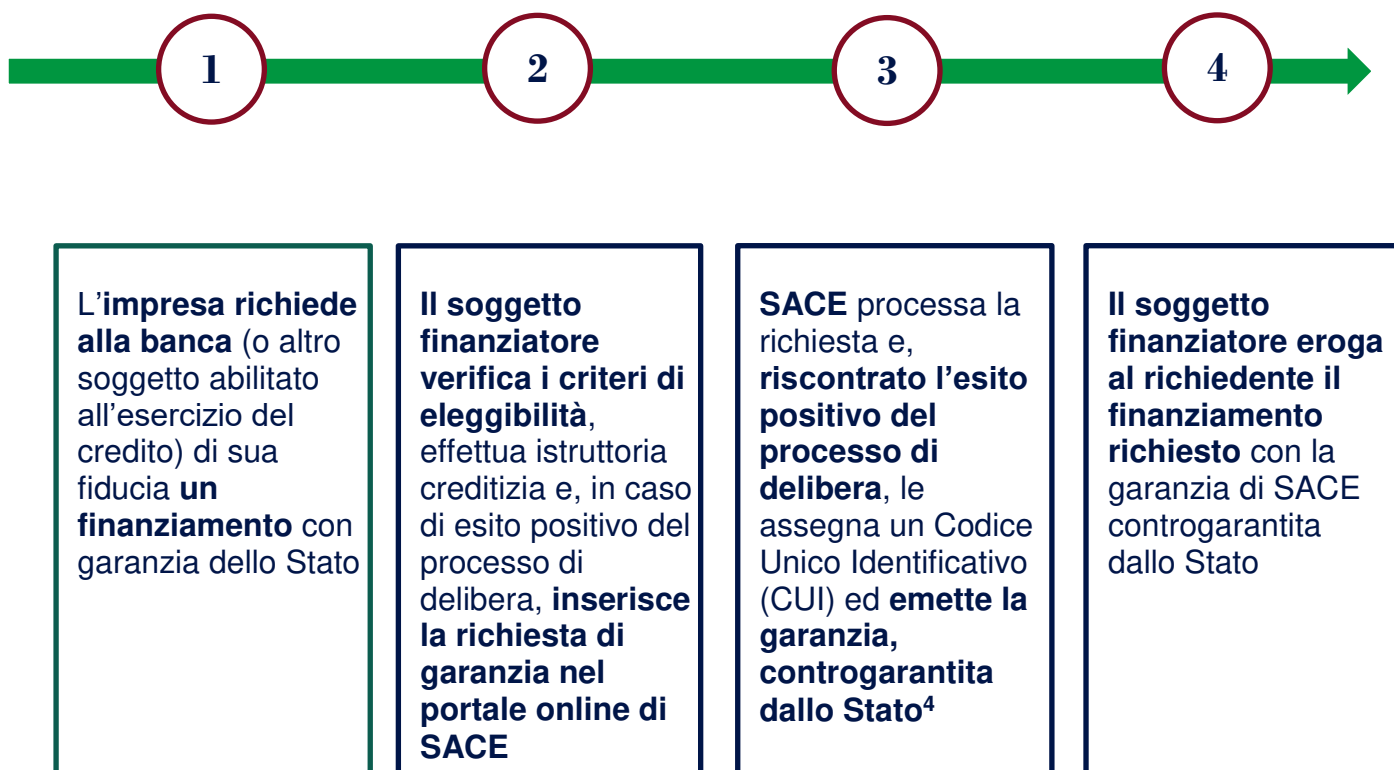 1
2
3
4
L’impresa richiede
alla banca (o altro
soggetto abilitato
all’esercizio del
credito) di sua
fiducia un
finanziamento con
garanzia dello Stato
Il soggetto
finanziatore
verifica i criteri di
eleggibilità,
effettua istruttoria
creditizia e, in caso
di esito positivo del
processo di
delibera, inserisce
la richiesta di
garanzia nel
portale online di
SACE
SACE processa la
richiesta e,
riscontrato l’esito
positivo del
processo di
delibera, le
assegna un Codice
Unico Identificativo
(CUI) ed emette la
garanzia,
controgarantita
dallo Stato⁴
Il soggetto
finanziatore eroga
al richiedente il
finanziamento
richiesto con la
garanzia di SACE
controgarantita
dallo Stato